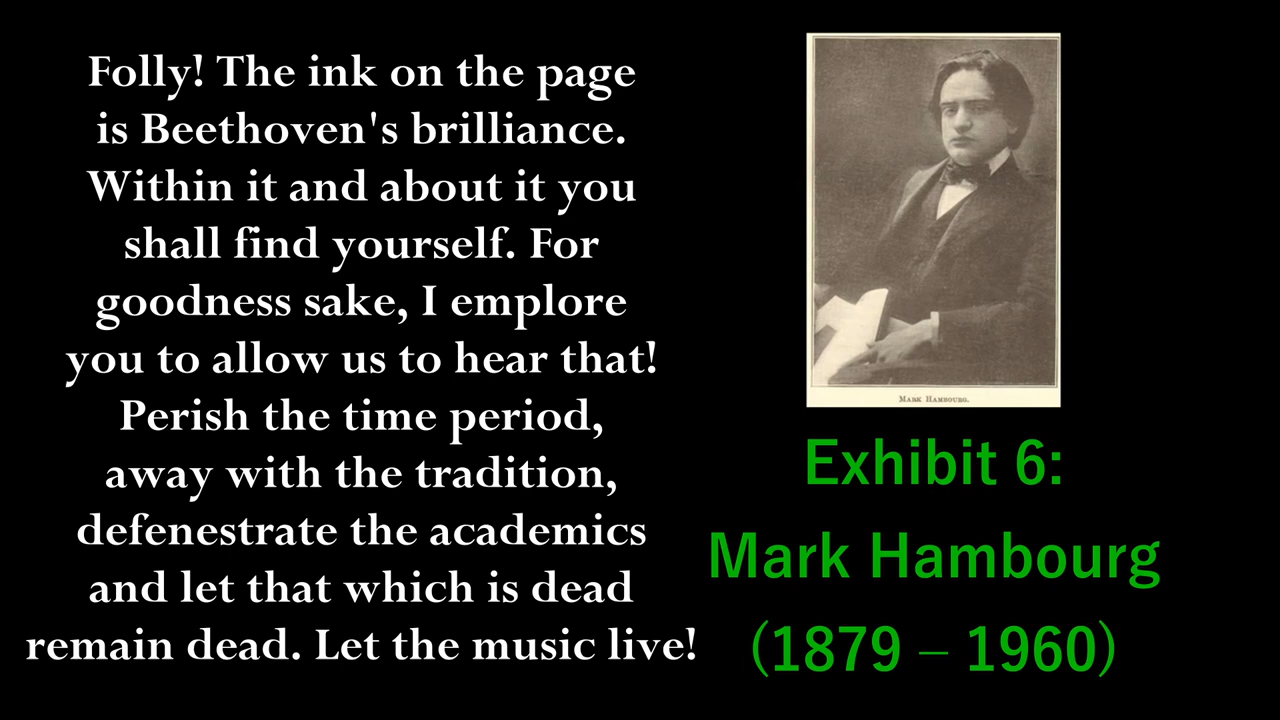 Folly! The ink on the page
is Beethoven's brilliance.
Within it and about it you
shall find yourself. For
goodness sake, I emplore
you to allow us to hear that!
Perish the time period,
away with the tradition,
defenestrate the academics
and let that which is dead
remain dead. Let the music live!
MARK HAMBOURG.
Exhibit 6:
Mark Hambourg
(1879 – 1960)